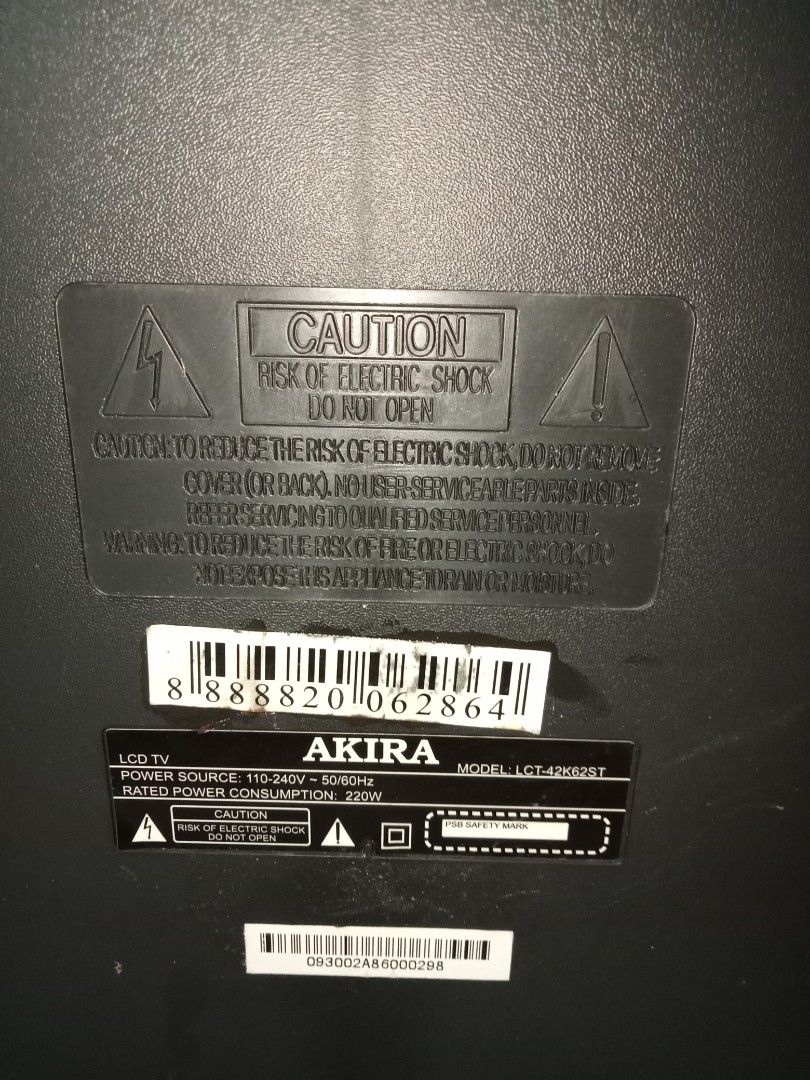 CAUTION
RISK OF ELECTRIC SHOCK
DO NOT OPEN
CAUTION: TO REDUCE THE RISK OF ELECTRIC SHOCK, DO NOT REMOVE
COVER (OR BACK). NO USER-SERVICEABLE PARTS INSIDE.
REFER SERVICING TO QUALIFIED SERVICE PERSONNEL.
WARNING: TO REDUCE THE RISK OF FIRE OR ELECTRIC SHOCK, DO
NOT EXPOSE THIS APPLIANCE TO RAIN OR MOISTURE.
8 888820 062864
AKIRA
LCD TV
MODEL: LCT-42K62ST
POWER SOURCE: 110-240V ~ 50/60Hz
RATED POWER CONSUMPTION: 220W
CAUTION
RISK OF ELECTRIC SHOCK
DO NOT OPEN
PSB SAFETY MARK
093002A86000298